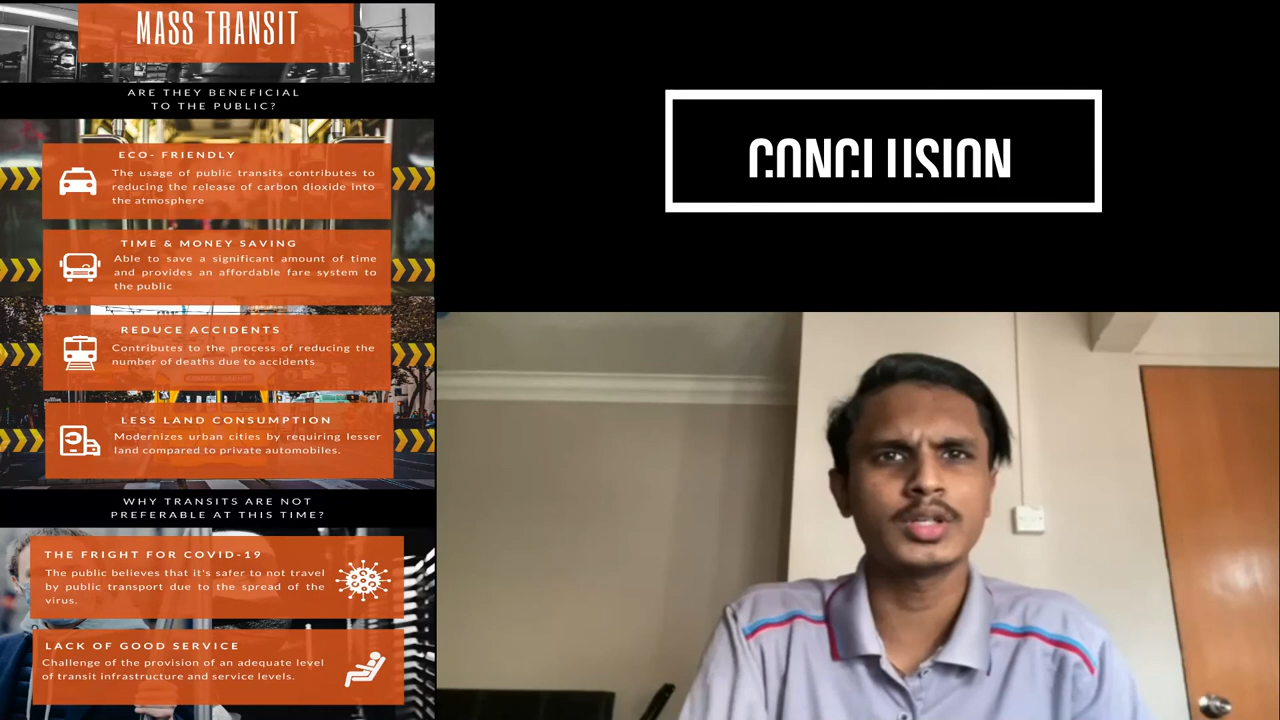 MASS TRANSIT
ARE THEY BENEFICIAL
TO THE PUBLIC?
ECO- FRIENDLY
The usage of public transits contributes to
reducing the release of carbon dioxide into
the atmosphere
TIME & MONEY SAVING
Able to save a significant amount of time
and provides an affordable fare system to
the public
REDUCE ACCIDENTS
Contributes to the process of reducing the
number of deaths due to accidents
LESS LAND CONSUMPTION
Modernizes urban cities by requiring lesser
land compared to private automobiles.
WHY TRANSITS ARE NOT
PREFERABLE AT THIS TIME?
THE FRIGHT FOR COVID-19
The public believes that it's safer to not travel
by public transport due to the spread of the
virus.
LACK OF GOOD SERVICE
Challenge of the provision of an adequate level
of transit infrastructure and service levels.
CONCLUSION